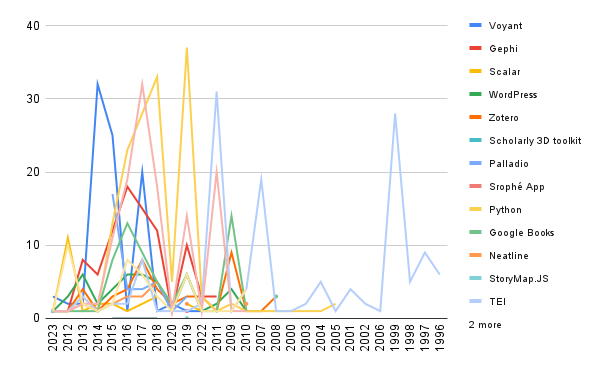 40
30
20
10
0
2023
2012
2013
2014
2015
2016
2017
2018
2020
2019
2022
2011
2009
2010
2007
2008
2000
2003
2004
2005
2001
2002
2006
1999
1998
1997
1996
Voyant
Gephi
Scalar
WordPress
Zotero
Scholarly 3D toolkit
Palladio
Srophé App
Python
Google Books
Neatline
StoryMap.JS
TEI
2 more